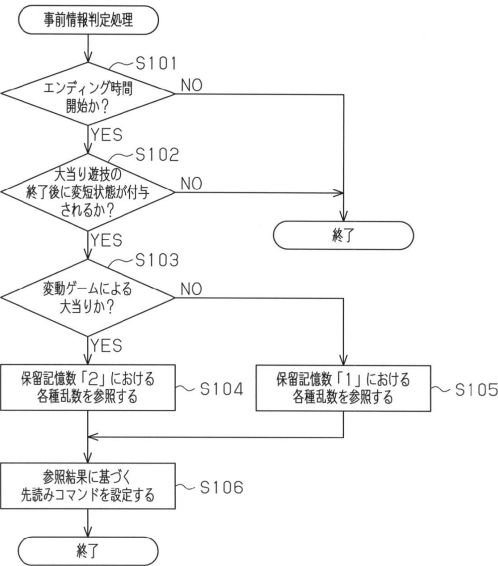 事前情報判定処理
S101
エンディング時間
開始か?
NO
YES
S102
大当り遊技の
終了後に変短状態が付与
されるか?
NO
終了
YES
S103
変動ゲームによる
大当りか?
NO
YES
保留記憶数「2」における
各種乱数を参照する
S104
保留記憶数「1」における
各種乱数を参照する
S105
参照結果に基づく
先読みコマンドを設定する
S106
終了